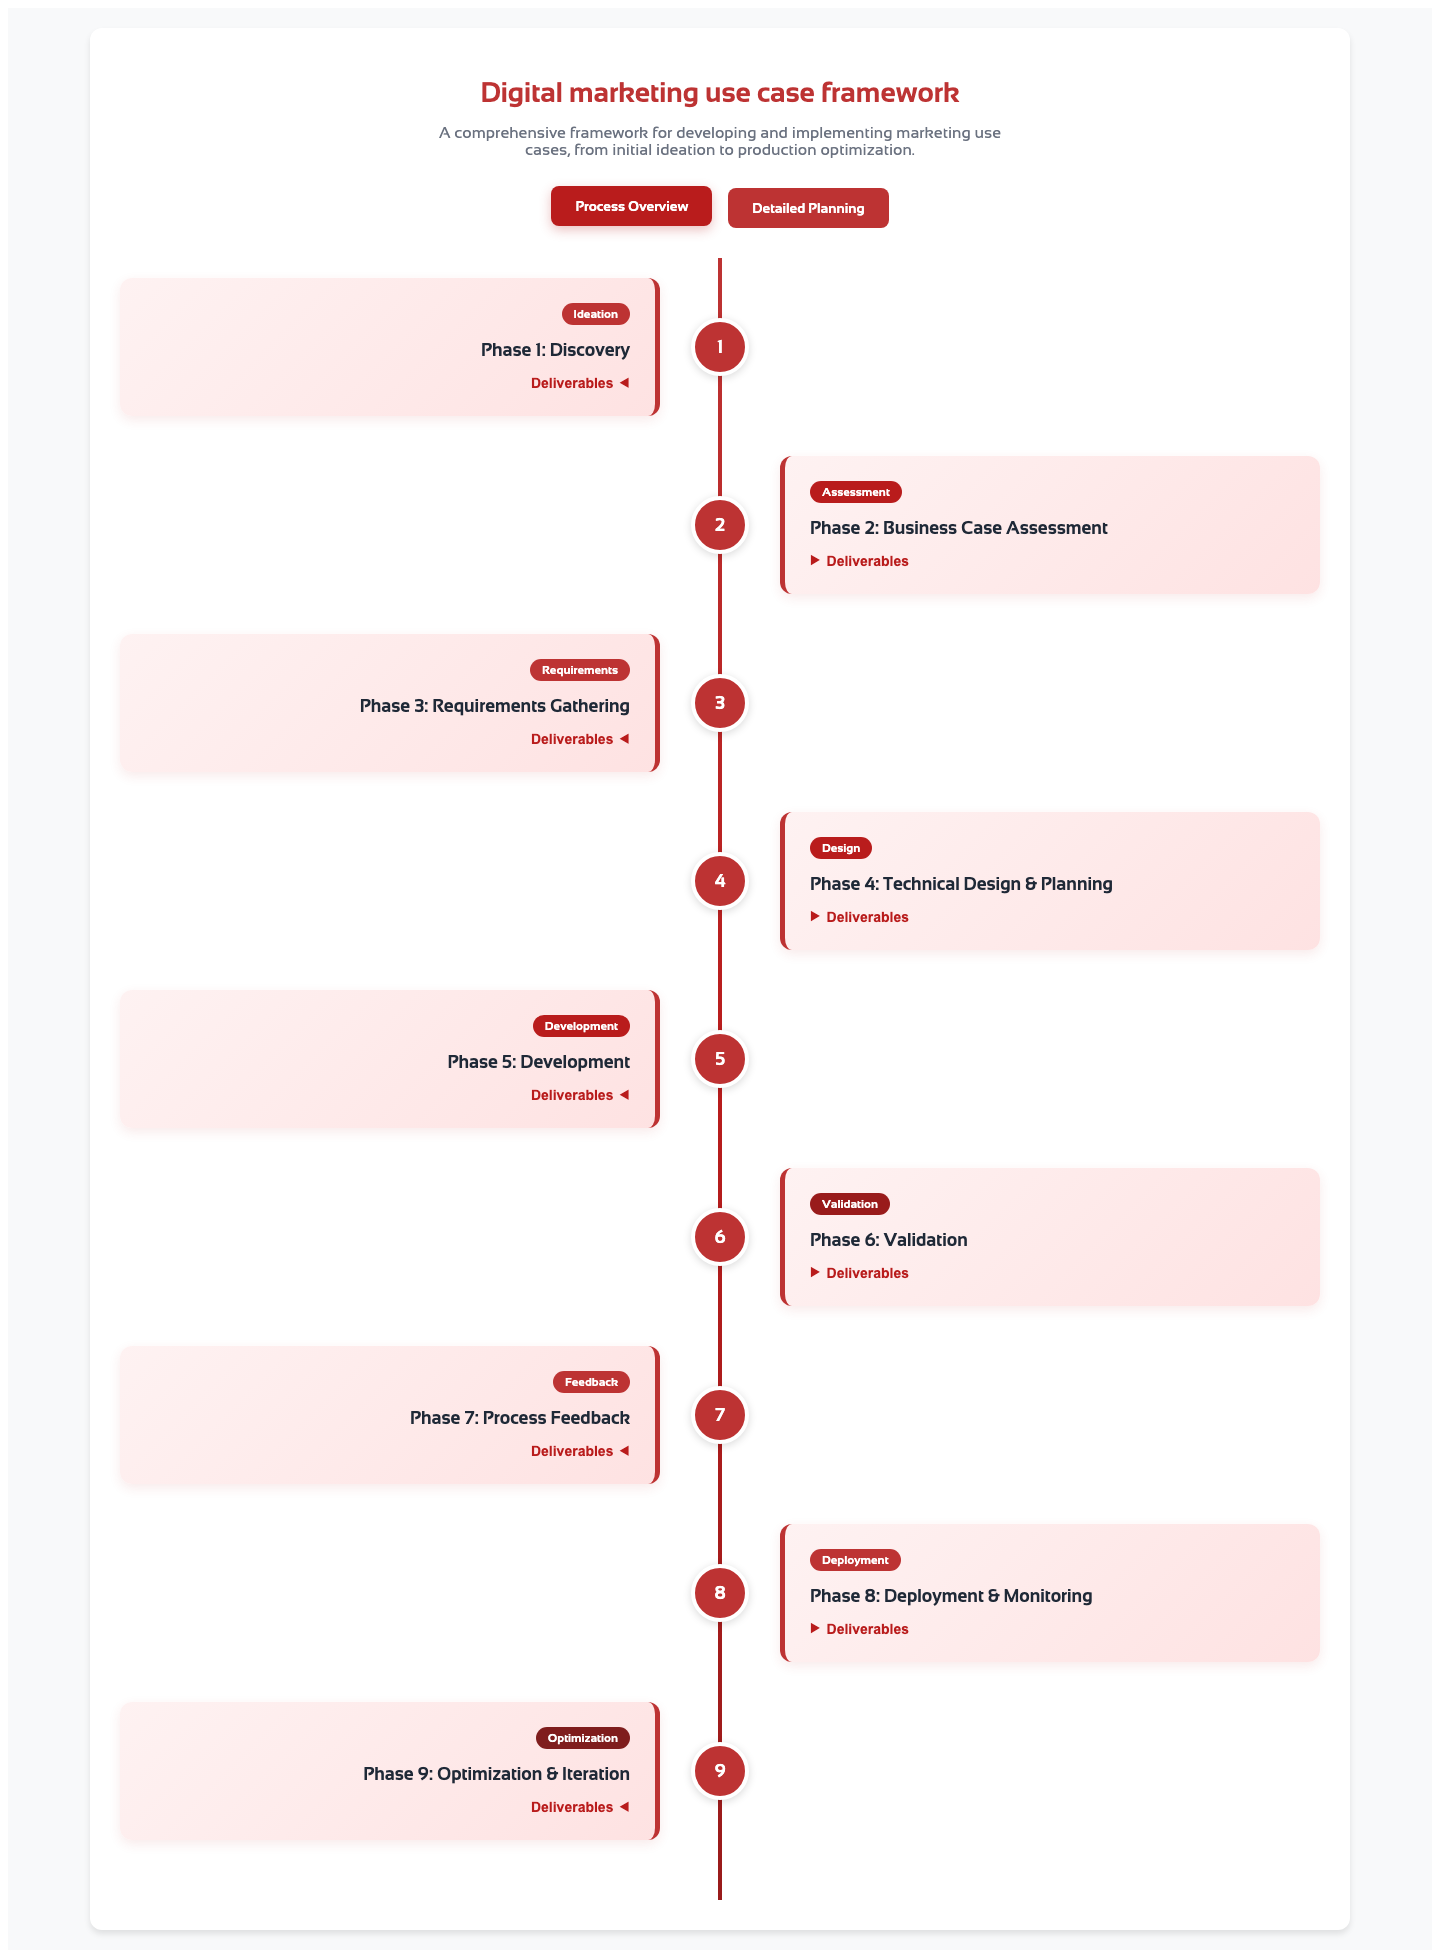 Digital marketing use case framework
A comprehensive framework for developing and implementing marketing use
cases, from initial ideation to production optimization.
Process Overview
Detailed Planning
Ideation
Phase 1: Discovery
Deliverables ◀
1
Assessment
Phase 2: Business Case Assessment
▶ Deliverables
2
Requirements
Phase 3: Requirements Gathering
Deliverables ◀
3
Design
Phase 4: Technical Design & Planning
▶ Deliverables
4
Development
Phase 5: Development
Deliverables ◀
5
Validation
Phase 6: Validation
▶ Deliverables
6
Feedback
Phase 7: Process Feedback
Deliverables ◀
7
Deployment
Phase 8: Deployment & Monitoring
▶ Deliverables
8
Optimization
Phase 9: Optimization & Iteration
Deliverables ◀
9